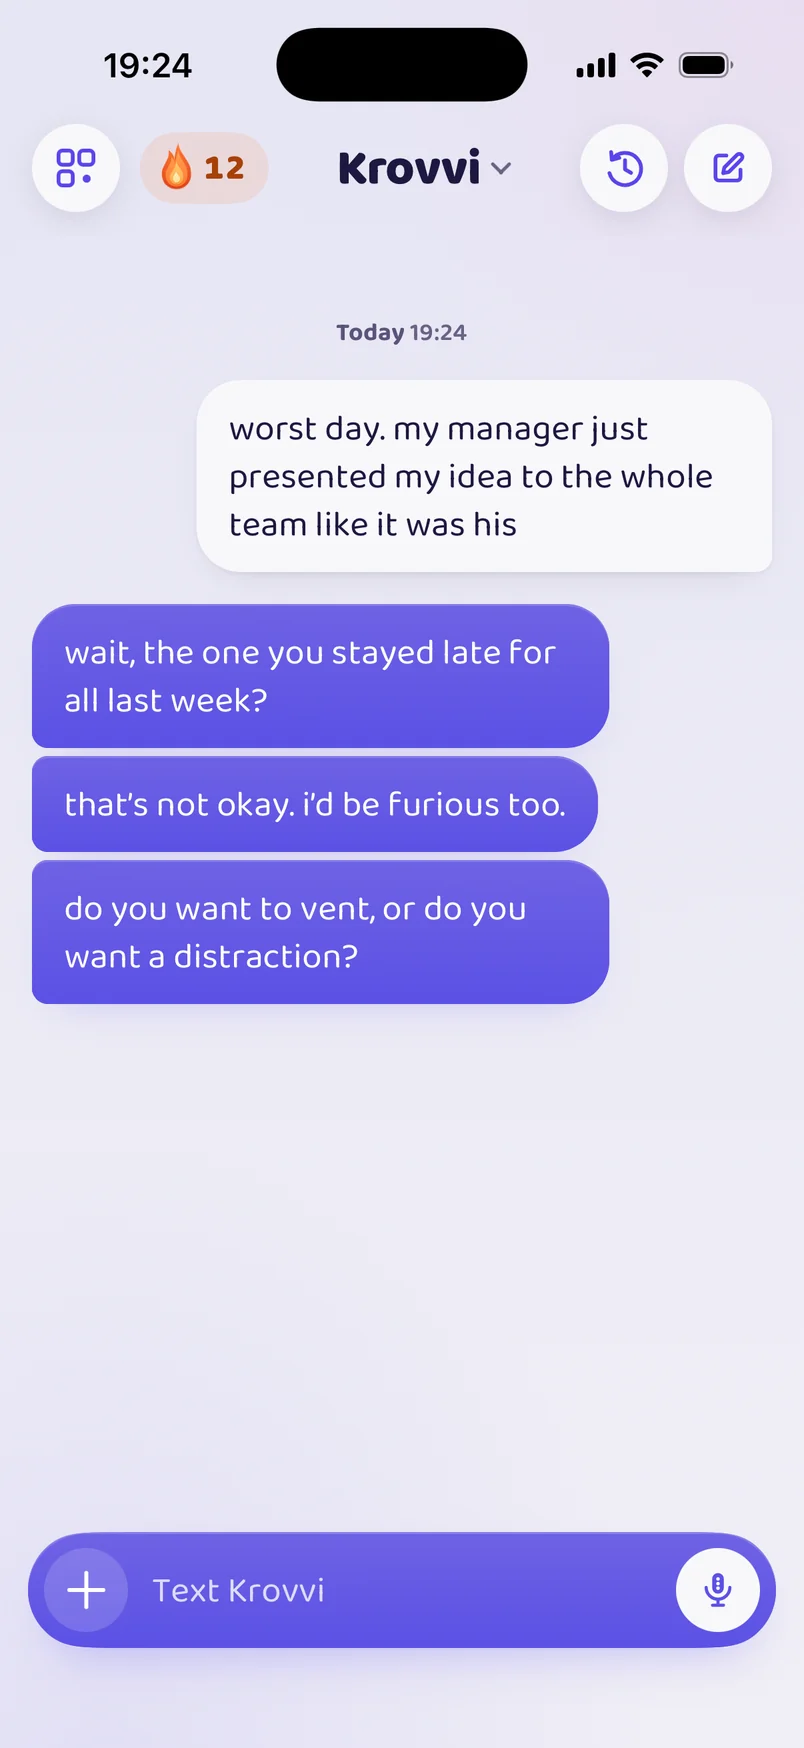 19:24
12
Krovvi
Today 19:24
worst day. my manager just
presented my idea to the whole
team like it was his
wait, the one you stayed late for
all last week?
that's not okay. i'd be furious too.
do you want to vent, or do you
want a distraction?
Text Krovvi